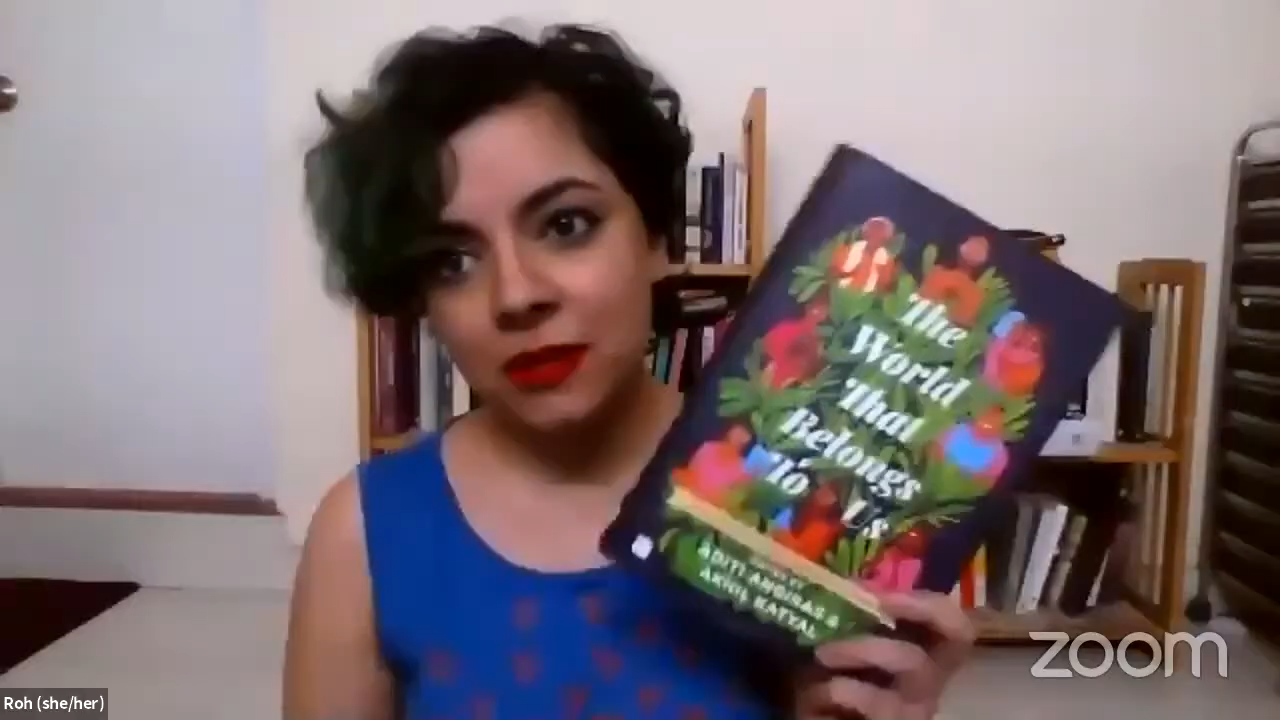 The
World
That
Belongs
To
Us
ADITI ANGIRAS &
AKHIL KATYAL
zoom
Roh (she/her)